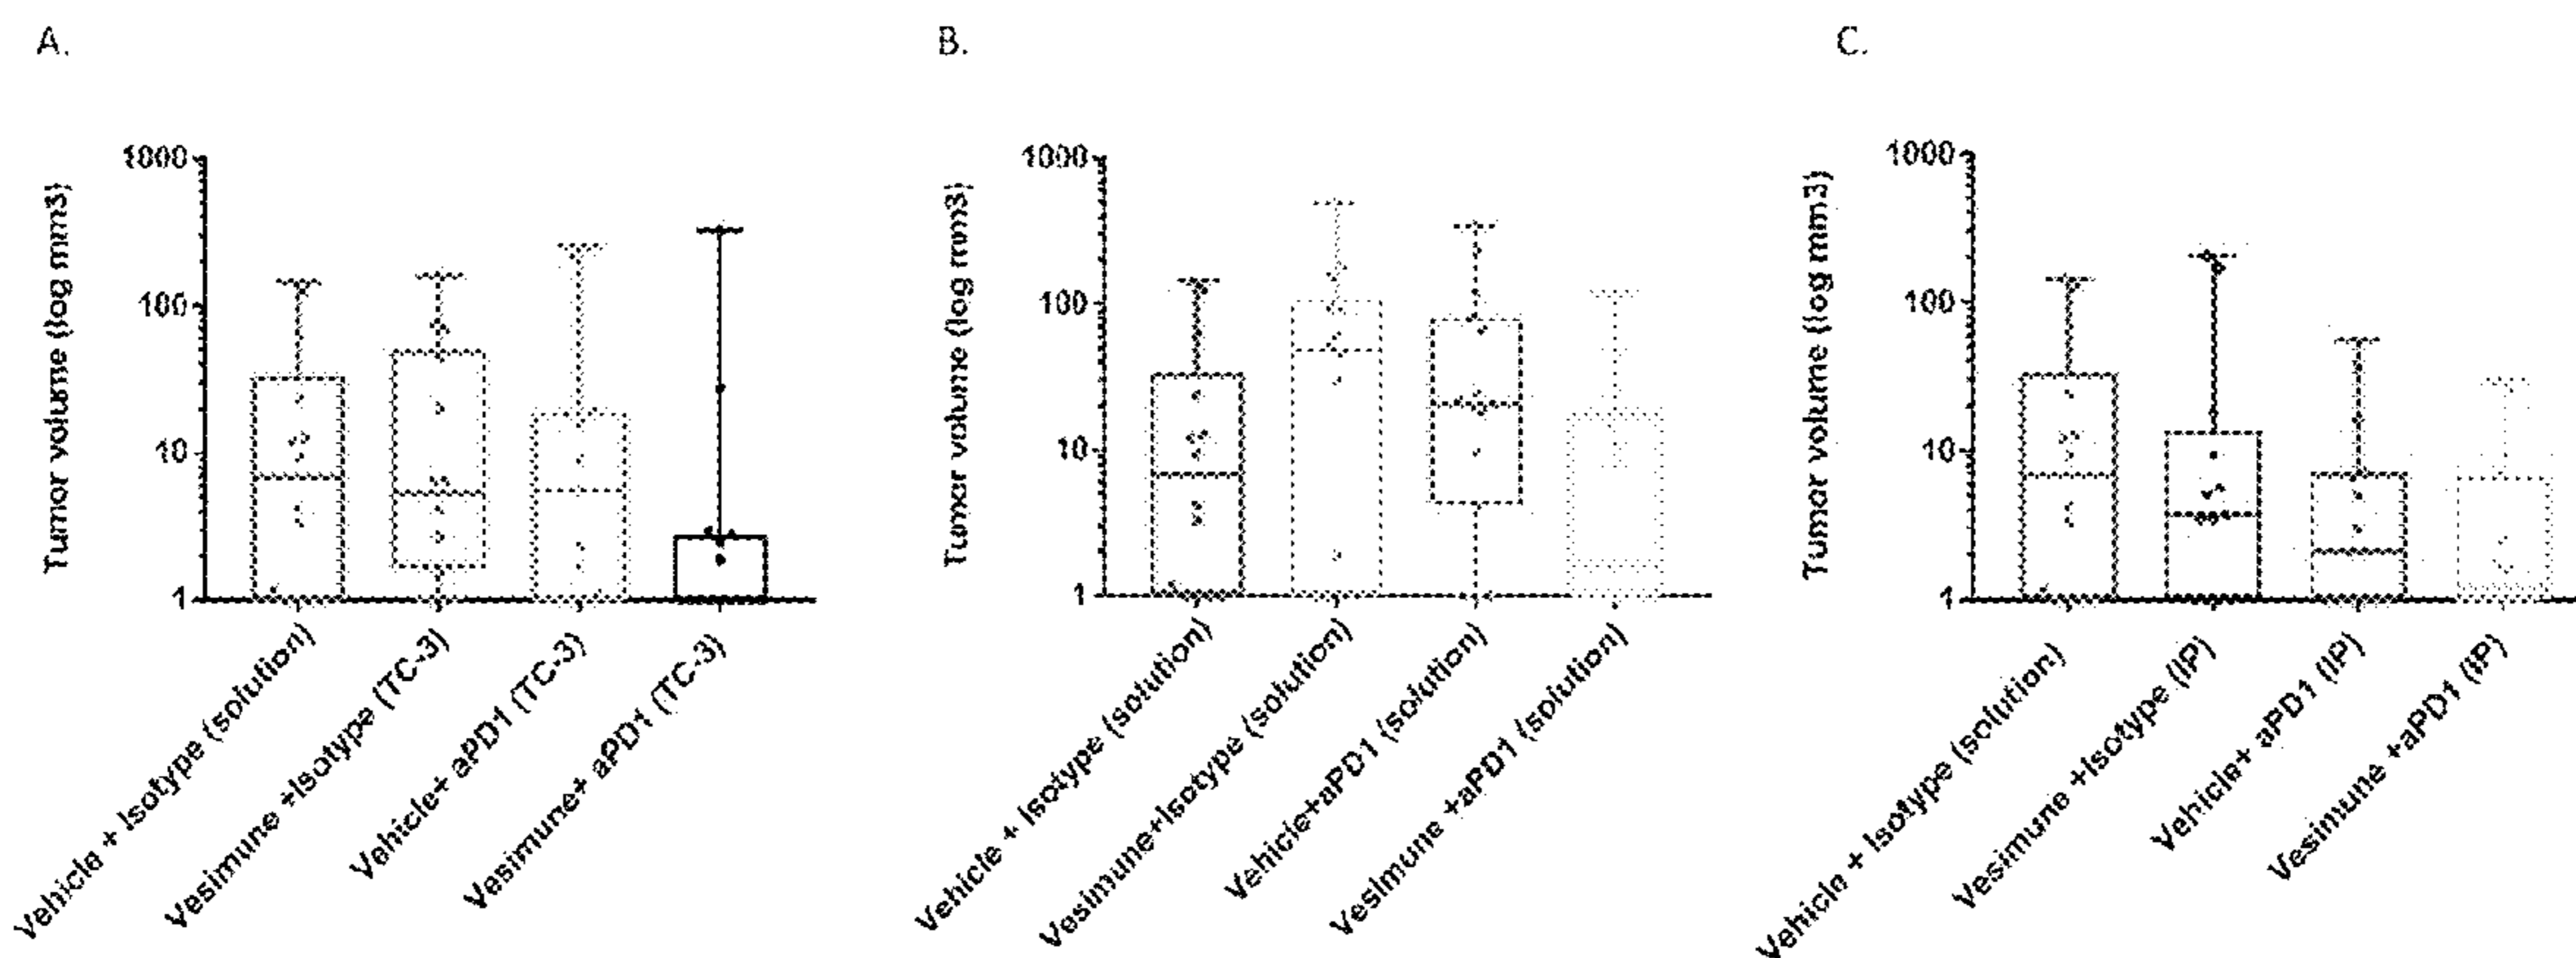 A.
Tumor volume (log mm3)
1000
100
10
1
Vehicle + Isotype (solution)
Vesimune +Isotype (TC-3)
Vehicle+ aPD1 (TC-3)
Vesimune+ aPD1 (TC-3)
B.
Tumor volume (log mm3)
1000
100
10
1
Vehicle + Isotype (solution)
Vesimune+Isotype (solution)
Vehicle+aPD1 (solution)
Vesimune +aPD1 (solution)
C.
Tumor volume (log mm3)
1000
100
10
1
Vehicle + Isotype (solution)
Vesimune +Isotype (IP)
Vehicle+ aPD1 (IP)
Vesimune +aPD1 (IP)